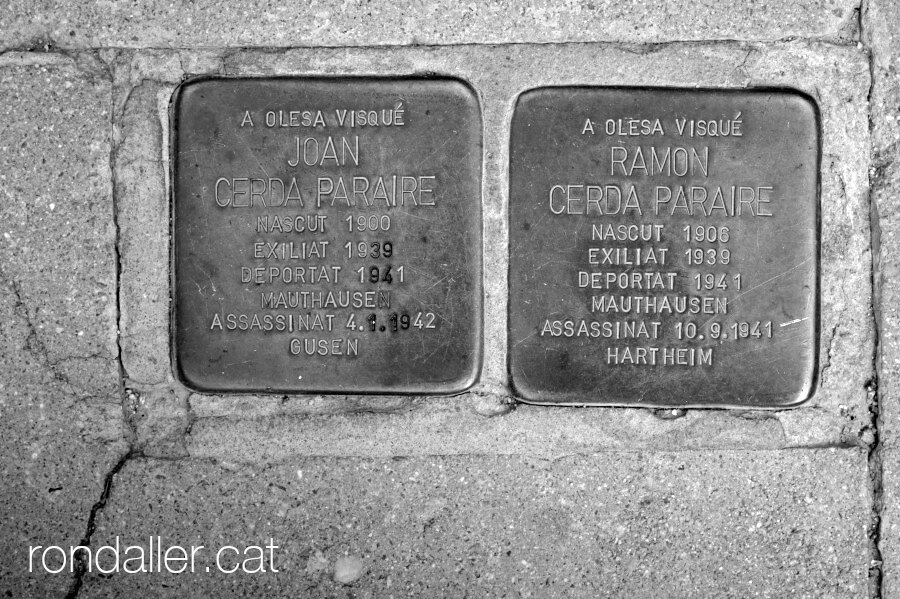 A OLESA VISQUÉ
JOAN
CERDA PARAIRE
NASCUT 1900
EXILIAT 1939
DEPORTAT 1941
MAUTHAUSEN
ASSASSINAT 4.1.1942
GUSEN
A OLESA VISQUÉ
RAMON
CERDA PARAIRE
NASCUT 1906
EXILIAT 1939
DEPORTAT 1941
MAUTHAUSEN
ASSASSINAT 10.9.1941
HARTHEIM
rondaller.cat